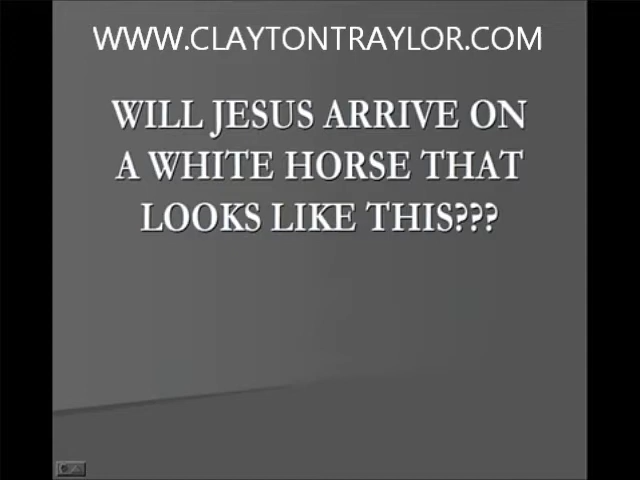 WWW.CLAYTONTRAYLOR.COM
WILL JESUS ARRIVE ON
A WHITE HORSE THAT
LOOKS LIKE THIS???